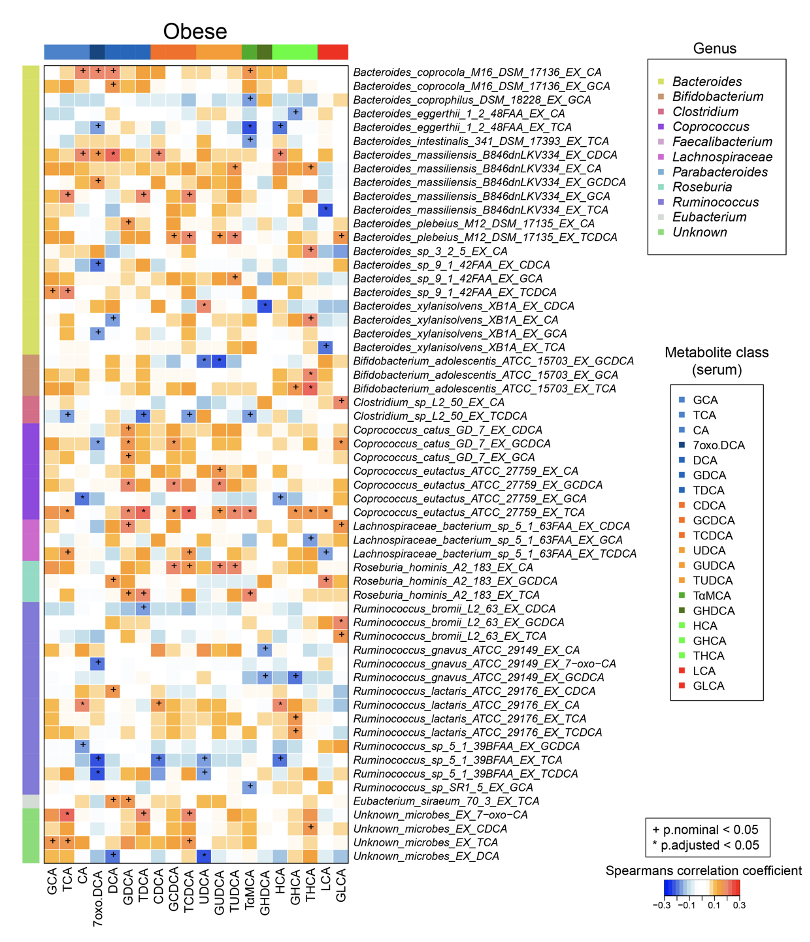 Obese
Bacteroides_coprocola_M16_DSM_17136_EX_CA
Bacteroides_coprocola_M16_DSM_17136_EX_GCA
Bacteroides_coprophilus_DSM_18228_EX_GCA
Bacteroides_eggerthii_1_2_48FAA_EX_CA
Bacteroides_eggerthii_1_2_48FAA_EX_TCA
Bacteroides_intestinalis_341_DSM_17393_EX_TCA
Bacteroides_massiliensis_B846dnLKV334_EX_CDCA
Bacteroides_massiliensis_B846dnLKV334_EX_CA
Bacteroides_massiliensis_B846dnLKV334_EX_GCDCA
Bacteroides_massiliensis_B846dnLKV334_EX_GCA
Bacteroides_massiliensis_B846dnLKV334_EX_TCA
Bacteroides_plebeius_M12_DSM_17135_EX_CA
Bacteroides_plebeius_M12_DSM_17135_EX_TCDCA
Bacteroides_sp_3_2_5_EX_CA
Bacteroides_sp_9_1_42FAA_EX_CDCA
Bacteroides_sp_9_1_42FAA_EX_GCA
Bacteroides_sp_9_1_42FAA_EX_TCDCA
Bacteroides_xylanisolvens_XB1A_EX_CDCA
Bacteroides_xylanisolvens_XB1A_EX_CA
Bacteroides_xylanisolvens_XB1A_EX_GCA
Bacteroides_xylanisolvens_XB1A_EX_TCA
Bifidobacterium_adolescentis_ATCC_15703_EX_GCDCA
Bifidobacterium_adolescentis_ATCC_15703_EX_GCA
Bifidobacterium_adolescentis_ATCC_15703_EX_TCA
Clostridium_sp_L2_50_EX_CA
Clostridium_sp_L2_50_EX_TCDCA
Coprococcus_catus_GD_7_EX_CDCA
Coprococcus_catus_GD_7_EX_GCDCA
Coprococcus_catus_GD_7_EX_GCA
Coprococcus_eutactus_ATCC_27759_EX_CA
Coprococcus_eutactus_ATCC_27759_EX_GCDCA
Coprococcus_eutactus_ATCC_27759_EX_GCA
Coprococcus_eutactus_ATCC_27759_EX_TCA
Lachnospiraceae_bacterium_sp_5_1_63FAA_EX_CDCA
Lachnospiraceae_bacterium_sp_5_1_63FAA_EX_GCA
Lachnospiraceae_bacterium_sp_5_1_63FAA_EX_TCDCA
Roseburia_hominis_A2_183_EX_CA
Roseburia_hominis_A2_183_EX_GCDCA
Roseburia_hominis_A2_183_EX_TCA
Ruminococcus_bromii_L2_63_EX_CDCA
Ruminococcus_bromii_L2_63_EX_GCDCA
Ruminococcus_bromii_L2_63_EX_TCA
Ruminococcus_gnavus_ATCC_29149_EX_CA
Ruminococcus_gnavus_ATCC_29149_EX_7−oxo−CA
Ruminococcus_gnavus_ATCC_29149_EX_GCDCA
Ruminococcus_lactaris_ATCC_29176_EX_CDCA
Ruminococcus_lactaris_ATCC_29176_EX_CA
Ruminococcus_lactaris_ATCC_29176_EX_TCA
Ruminococcus_lactaris_ATCC_29176_EX_TCDCA
Ruminococcus_sp_5_1_39BFAA_EX_GCDCA
Ruminococcus_sp_5_1_39BFAA_EX_TCA
Ruminococcus_sp_5_1_39BFAA_EX_TCDCA
Ruminococcus_sp_SR1_5_EX_GCA
Eubacterium_siraeum_70_3_EX_TCA
Unknown_microbes_EX_7−oxo−CA
Unknown_microbes_EX_CDCA
Unknown_microbes_EX_TCA
Unknown_microbes_EX_DCA
GCA
TCA
CA
7oxo.DCA
DCA
GDCA
TDCA
CDCA
GCDCA
TCDCA
UDCA
GUDCA
TUDCA
TαMCA
GHDCA
HCA
GHCA
THCA
LCA
GLCA
Genus
Bacteroides
Bifidobacterium
Clostridium
Coprococcus
Faecalibacterium
Lachnospiraceae
Parabacteroides
Roseburia
Ruminococcus
Eubacterium
Unknown
Metabolite class
(serum)
GCA
TCA
CA
7oxo.DCA
DCA
GDCA
TDCA
CDCA
GCDCA
TCDCA
UDCA
GUDCA
TUDCA
TαMCA
GHDCA
HCA
GHCA
THCA
LCA
GLCA
+ p.nominal < 0.05
* p.adjusted < 0.05
Spearmans correlation coefficient
−0.3 −0.1 0.1 0.3